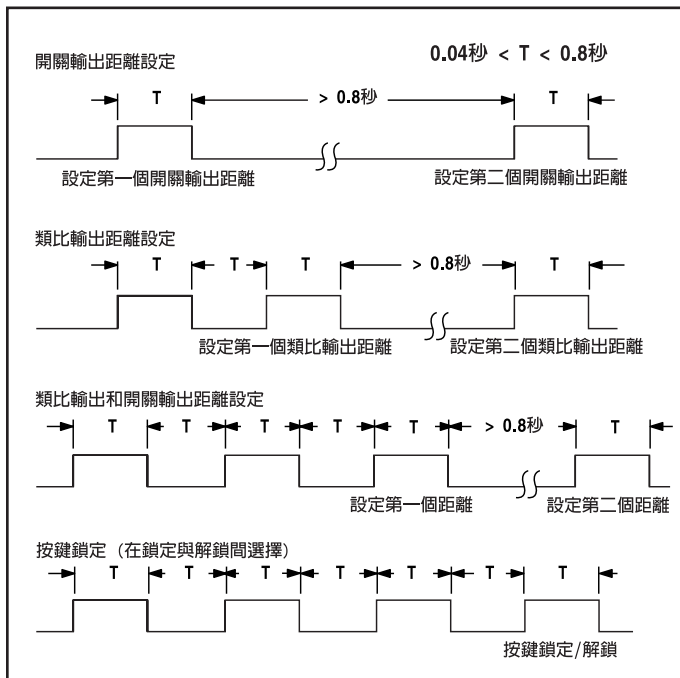 開關輸出距離設定
0.04秒 < T < 0.8秒
T > 0.8秒 T
設定第一個開關輸出距離 設定第二個開關輸出距離
類比輸出距離設定
T T T > 0.8秒 T
設定第一個類比輸出距離 設定第二個類比輸出距離
類比輸出和開關輸出距離設定
T T T T T > 0.8秒 T
設定第一個距離 設定第二個距離
按鍵鎖定（在鎖定與解鎖間選擇）
T T T T T T T
按鍵鎖定/解鎖